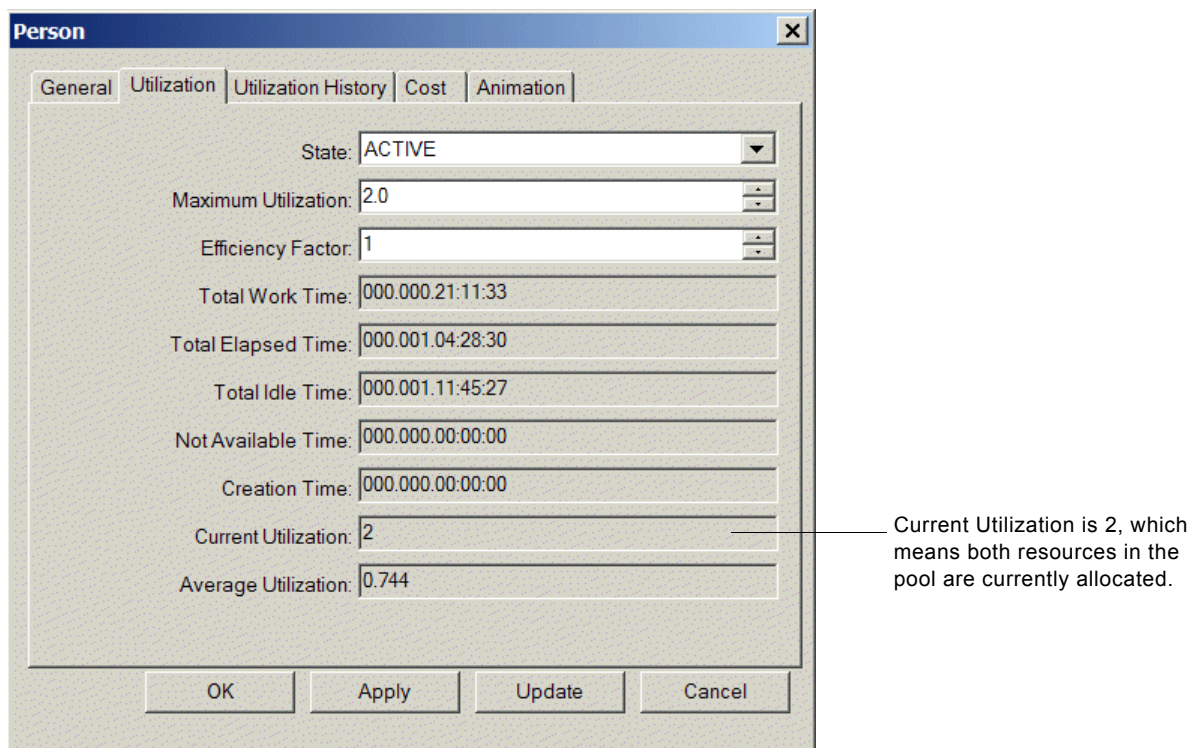 Person
General Utilization Utilization History Cost Animation
State: ACTIVE
Maximum Utilization: 2.0
Efficiency Factor: 1
Total Work Time: 000.000.21:11:33
Total Elapsed Time: 000.001.04:28:30
Total Idle Time: 000.001.11:45:27
Not Available Time: 000.000.00:00:00
Creation Time: 000.000.00:00:00
Current Utilization: 2
Average Utilization: 0.744
OK Apply Update Cancel
Current Utilization is 2, which
means both resources in the
pool are currently allocated.